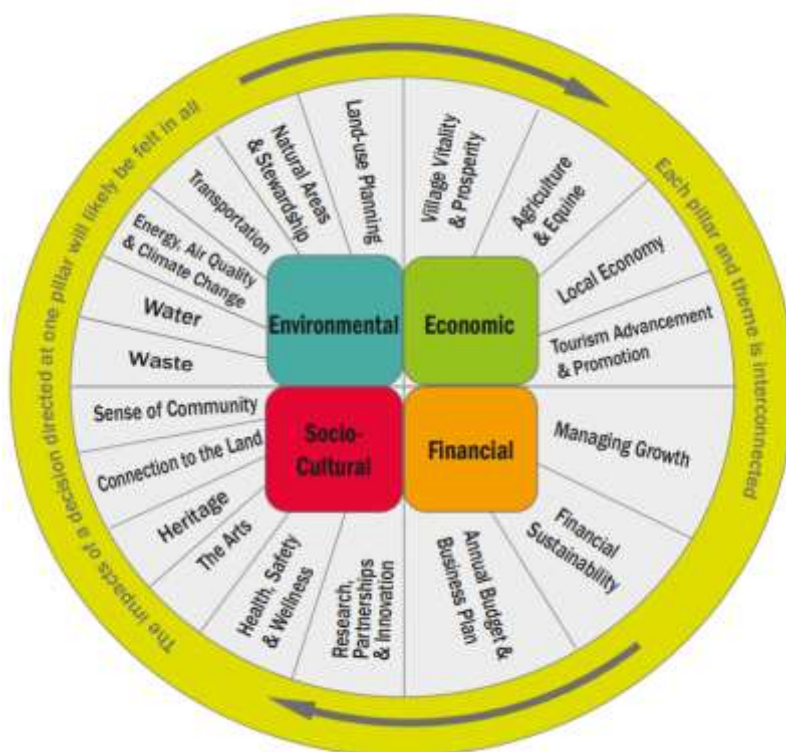 The impacts of a decision directed at one pillar will likely be felt in all
Each pillar and theme is interconnected
Environmental
Land-use Planning
Natural Areas
& Stewardship
Transportation
Energy, Air Quality
& Climate Change
Water
Waste
Economic
Village Vitality
& Prosperity
Agriculture
& Equine
Local Economy
Tourism Advancement
& Promotion
Socio-
Cultural
Sense of Community
Connection to the Land
Heritage
The Arts
Health, Safety
& Wellness
Research,
Partnerships
& Innovation
Financial
Managing Growth
Financial
Sustainability
Annual Budget &
Business Plan